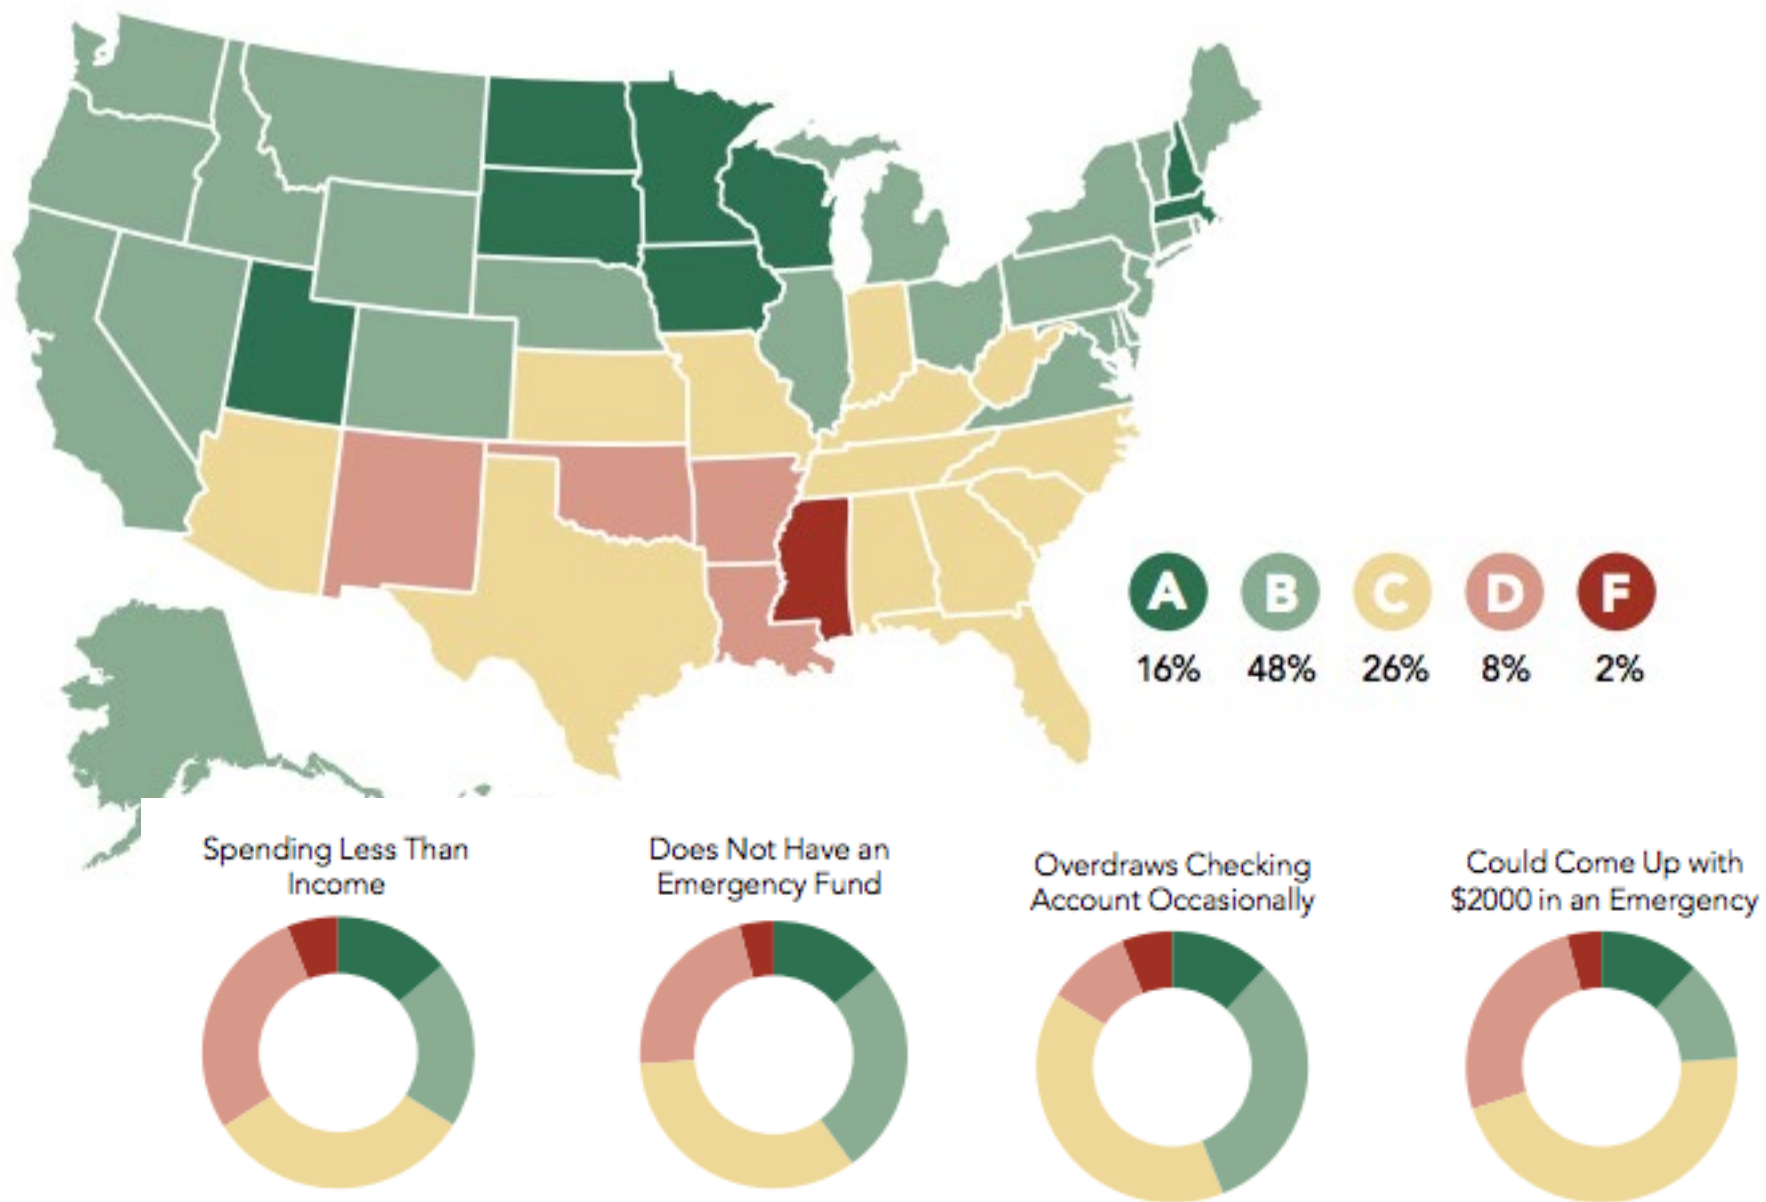 A B C D F
16% 48% 26% 8% 2%
Spending Less Than
Income
Does Not Have an
Emergency Fund
Overdraws Checking
Account Occasionally
Could Come Up with
$2000 in an Emergency